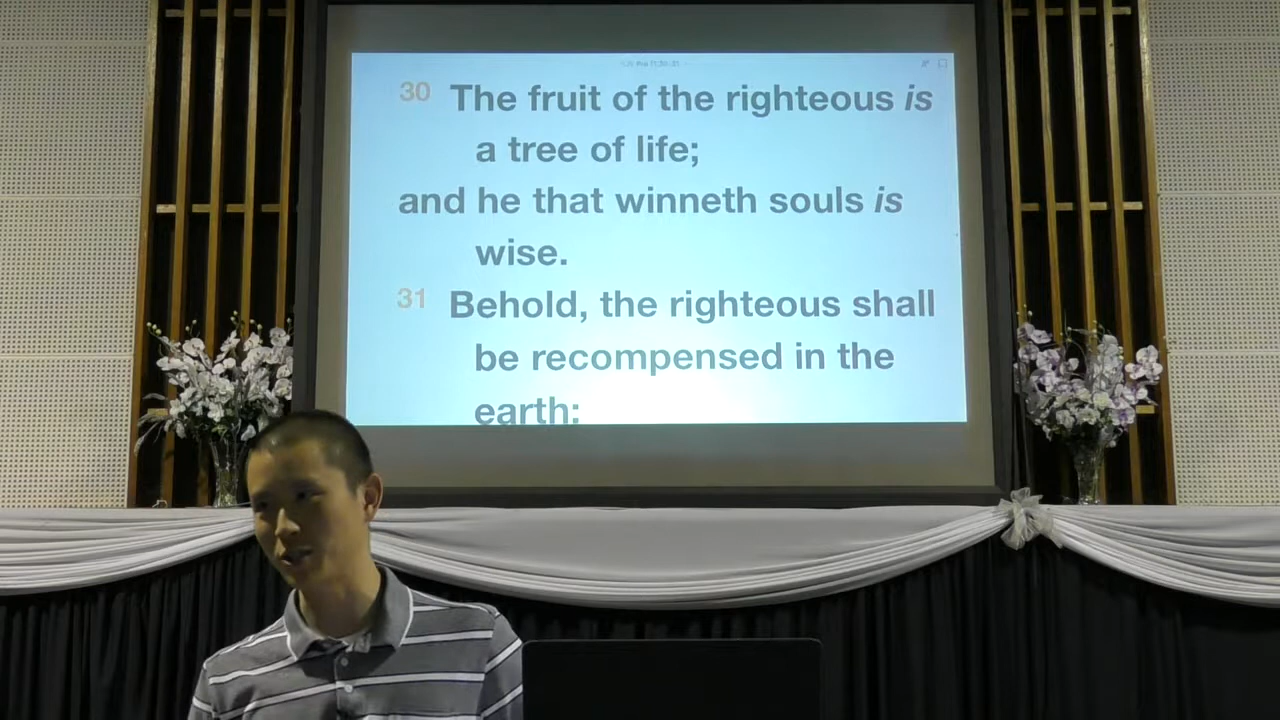 30 The fruit of the righteous is
a tree of life;
and he that winneth souls is
wise.
31 Behold, the righteous shall
be recompensed in the
earth: